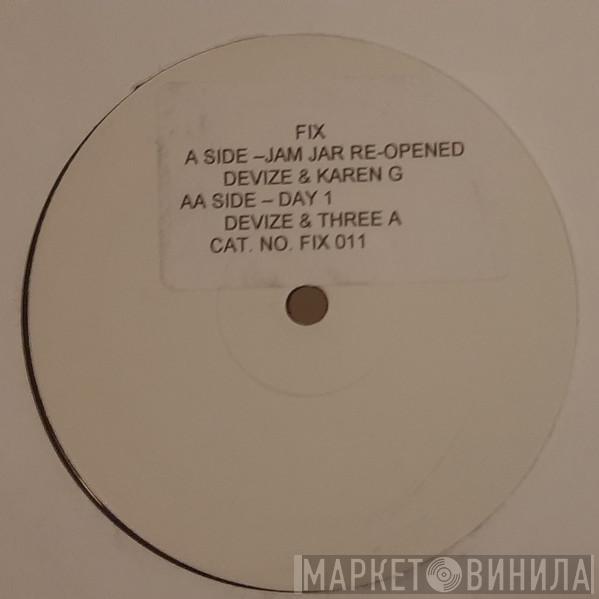 FIX
A SIDE –JAM JAR RE-OPENED
DEVIZE & KAREN G
AA SIDE – DAY 1
DEVIZE & THREE A
CAT. NO. FIX 011
МАРКЕТ ВИНИЛА